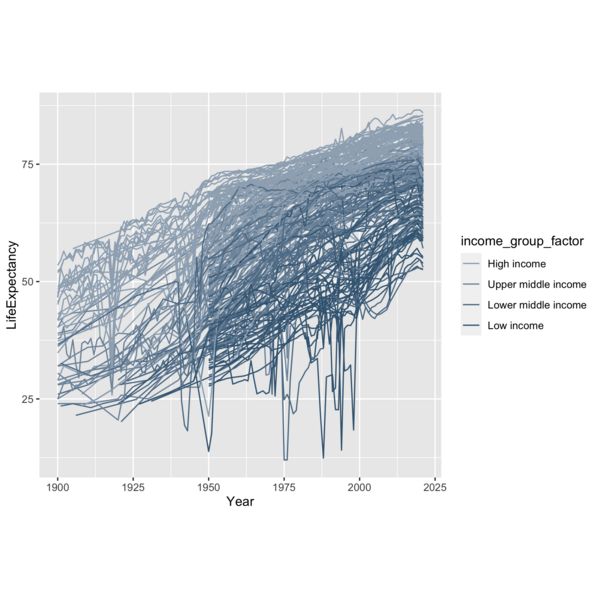 75
50
25
LifeExpectancy
1900
1925
1950
1975
2000
2025
Year
income_group_factor
High income
Upper middle income
Lower middle income
Low income